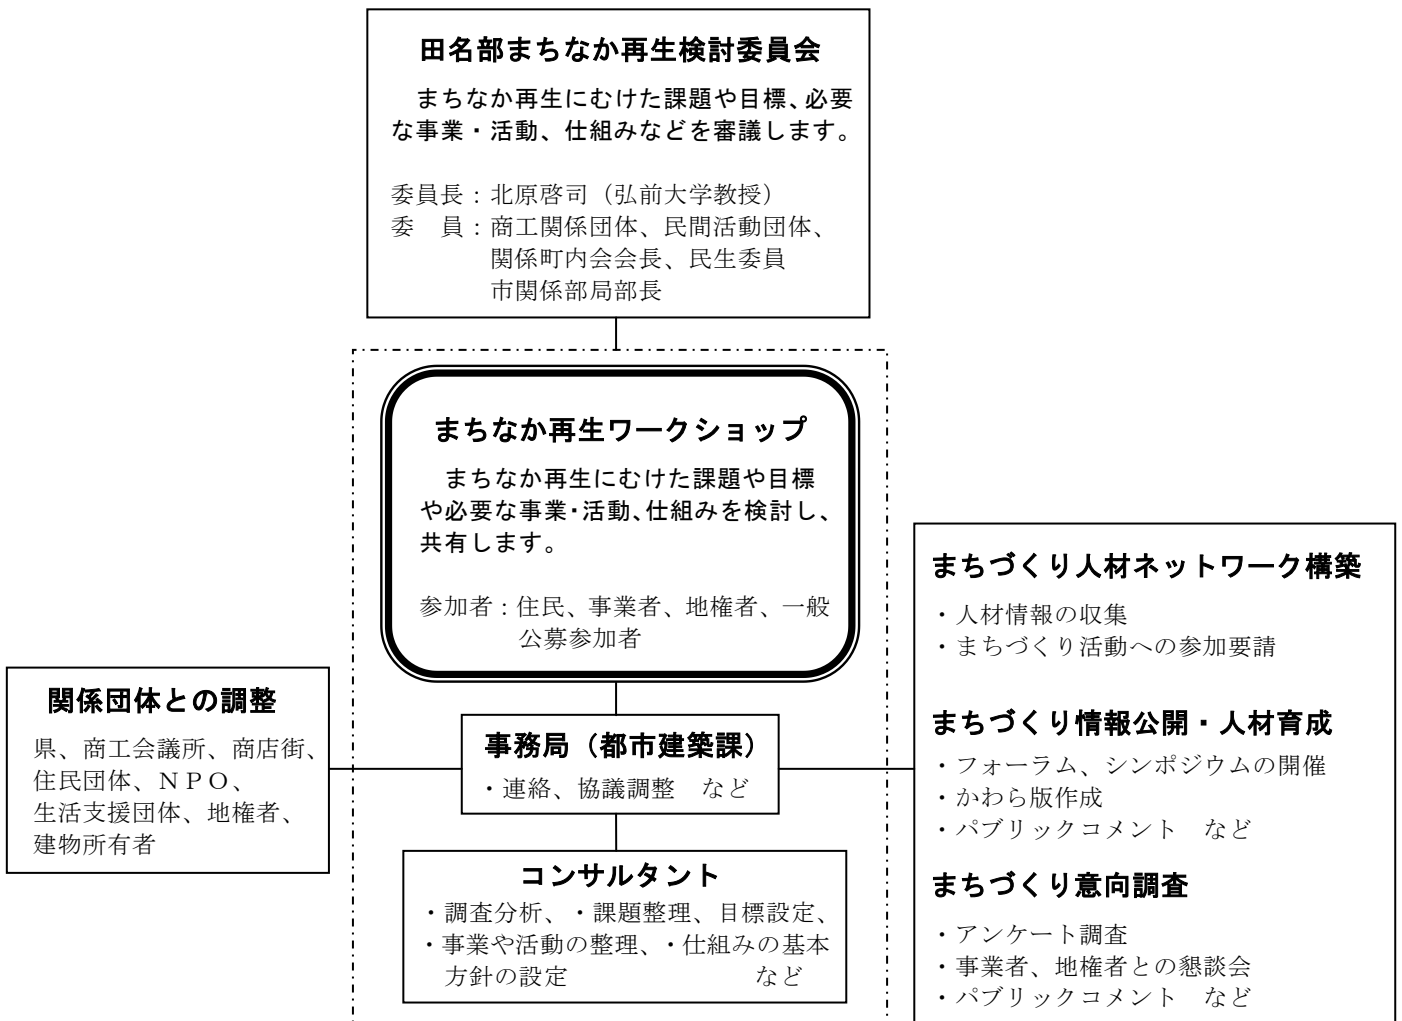 田名部まちなか再生検討委員会
まちなか再生にむけた課題や目標、必要
な事業・活動、仕組みなどを審議します。
委員長：北原啓司（弘前大学教授）
委　員：商工関係団体、民間活動団体、
関係町内会会長、民生委員
市関係部局部長
まちなか再生ワークショップ
まちなか再生にむけた課題や目標
や必要な事業・活動、仕組みを検討し、
共有します。
参加者：住民、事業者、地権者、一般
公募参加者
関係団体との調整
県、商工会議所、商店街、
住民団体、ＮＰＯ、
生活支援団体、地権者、
建物所有者
事務局（都市建築課）
・連絡、協議調整　など
コンサルタント
・調査分析、・課題整理、目標設定、
・事業や活動の整理、・仕組みの基本
方針の設定　　　　　　　など
まちづくり人材ネットワーク構築
・人材情報の収集
・まちづくり活動への参加要請
まちづくり情報公開・人材育成
・フォーラム、シンポジウムの開催
・かわら版作成
・パブリックコメント　など
まちづくり意向調査
・アンケート調査
・事業者、地権者との懇談会
・パブリックコメント　など